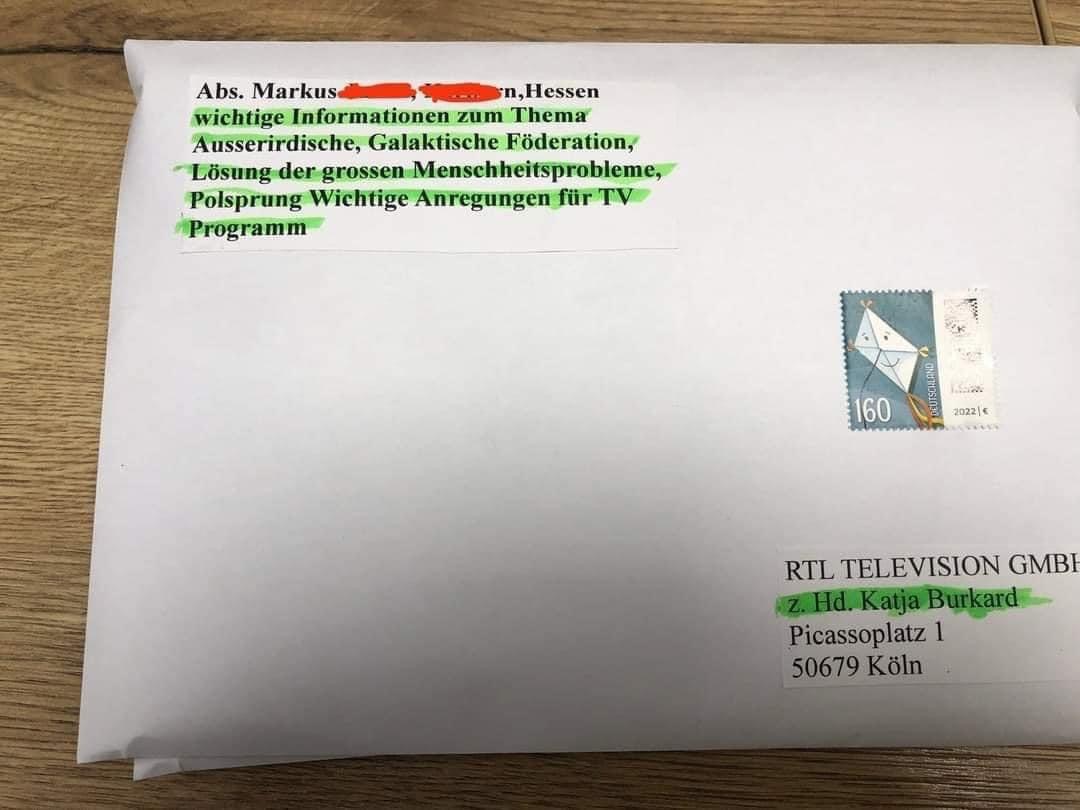 Abs. Markus , n,Hessen
wichtige Informationen zum Thema
Ausserirdische, Galaktische Föderation,
Lösung der grossen Menschheitsprobleme,
Polsprung Wichtige Anregungen für TV
Programm
160
DEUTSCHLAND
2022 | €
RTL TELEVISION GMBH
z. Hd. Katja Burkard
Picassoplatz 1
50679 Köln